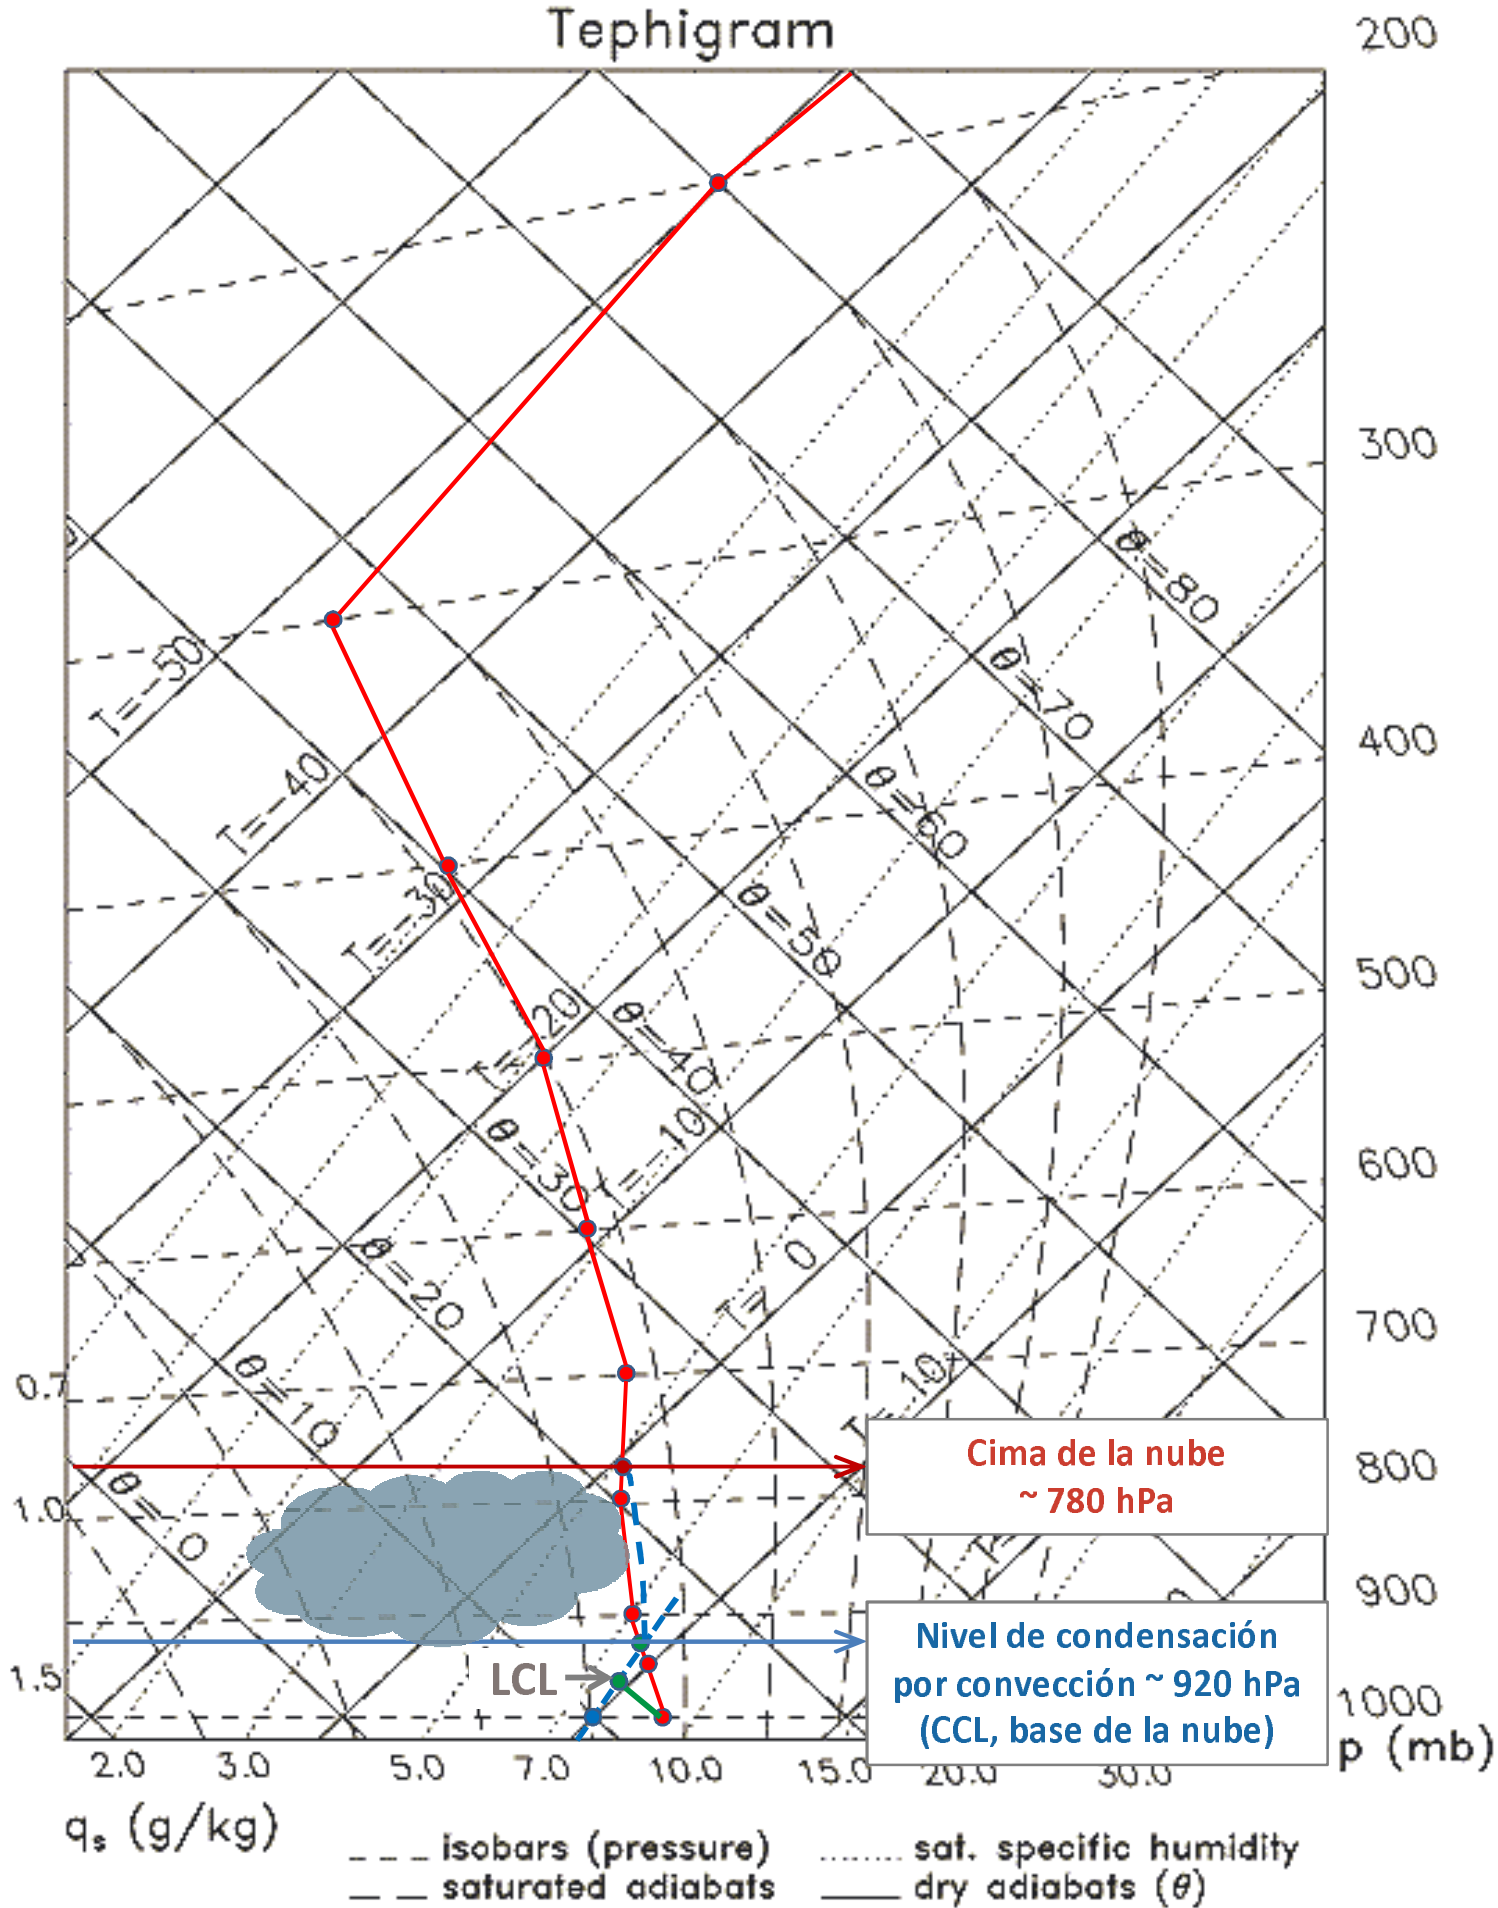 Tephigram
200
300
400
500
600
700
800
900
1000
p (mb)
T=-50
T=-40
T=-30
T=-20
T=-10
T= 0
T= 10
θ=80
θ=70
θ=60
θ=50
θ=40
θ=30
θ=20
θ=10
θ= 0
0.7
1.0
1.5
Cima de la nube
~ 780 hPa
Nivel de condensación
por convección ~ 920 hPa
(CCL, base de la nube)
LCL
2.0 3.0 5.0 7.0 10.0 15.0 20.0 30.0
qs (g/kg)
isobars (pressure)
sat. specific humidity
saturated adiabats
dry adiabats (θ)